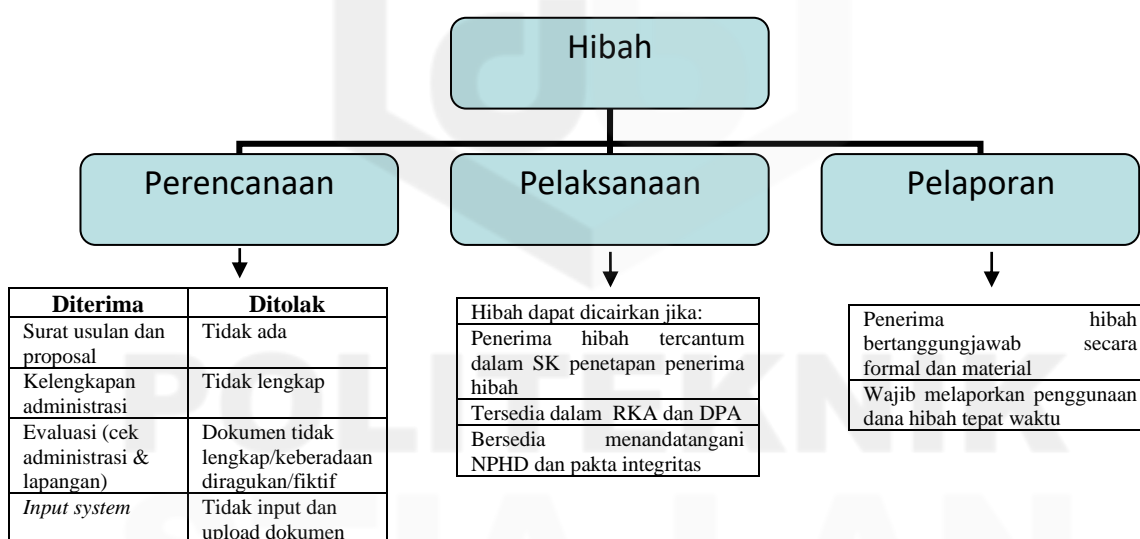 Hibah
Perencanaan
Pelaksanaan
Pelaporan
Diterima
Ditolak
Surat usulan dan
proposal
Tidak ada
Kelengkapan
administrasi
Tidak lengkap
Evaluasi (cek
administrasi &
lapangan)
Dokumen tidak
lengkap/keberadaan
diragukan/fiktif
Input system
Tidak input dan
upload dokumen
Hibah dapat dicairkan jika:
Penerima hibah tercantum
dalam SK penetapan penerima
hibah
Tersedia dalam RKA dan DPA
Bersedia menandatangani
NPHD dan pakta integritas
Penerima hibah
bertanggungjawab secara
formal dan material
Wajib melaporkan penggunaan
dana hibah tepat waktu
POLITEKNIK
STIA LAN